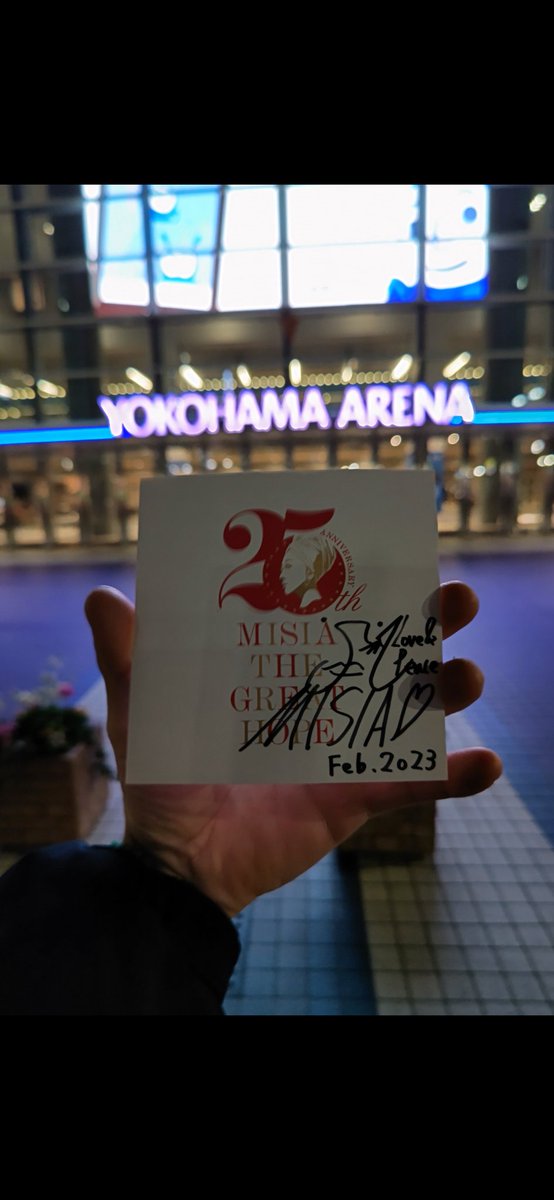 YOKOHAMA ARENA
25th
ANNIVERSARY
MISIA
THE
GREAT
HOPE
Love &
Peace
MISIA♡
Feb. 2023